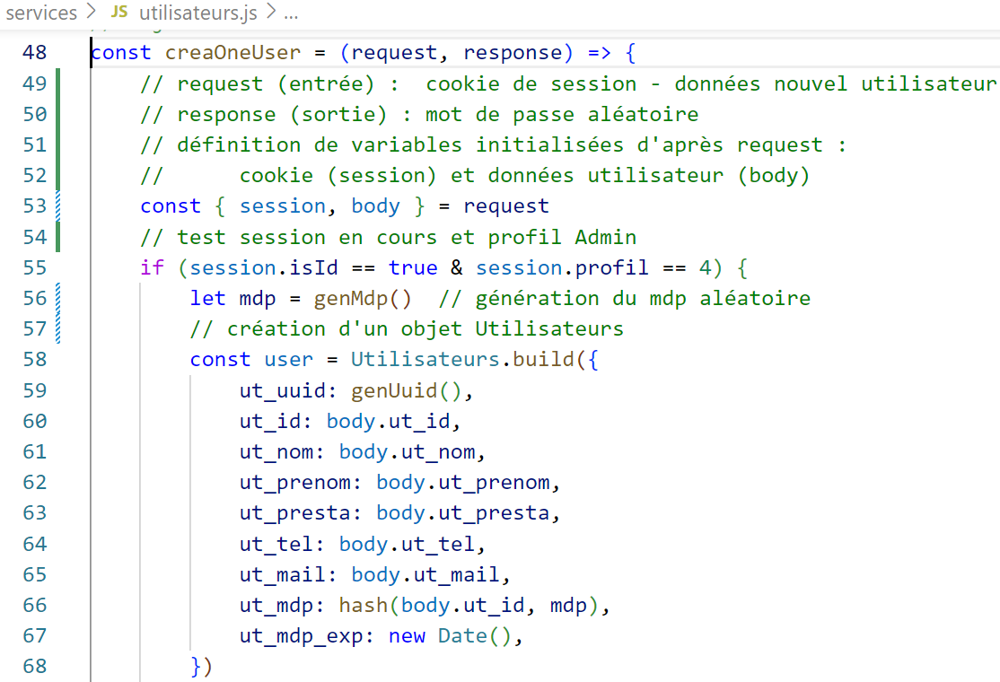 services > JS utilisateurs.js > ...
48 const creaOneUser = (request, response) => {
49 // request (entrée) :  cookie de session - données nouvel utilisateur
50 // response (sortie) : mot de passe aléatoire
51 // définition de variables initialisées d'après request :
52 //      cookie (session) et données utilisateur (body)
53 const { session, body } = request
54 // test session en cours et profil Admin
55 if (session.isId == true & session.profil == 4) {
56 let mdp = genMdp()  // génération du mdp aléatoire
57 // création d'un objet Utilisateurs
58 const user = Utilisateurs.build({
59 ut_uuid: genUuid(),
60 ut_id: body.ut_id,
61 ut_nom: body.ut_nom,
62 ut_prenom: body.ut_prenom,
63 ut_presta: body.ut_presta,
64 ut_tel: body.ut_tel,
65 ut_mail: body.ut_mail,
66 ut_mdp: hash(body.ut_id, mdp),
67 ut_mdp_exp: new Date(),
68 })